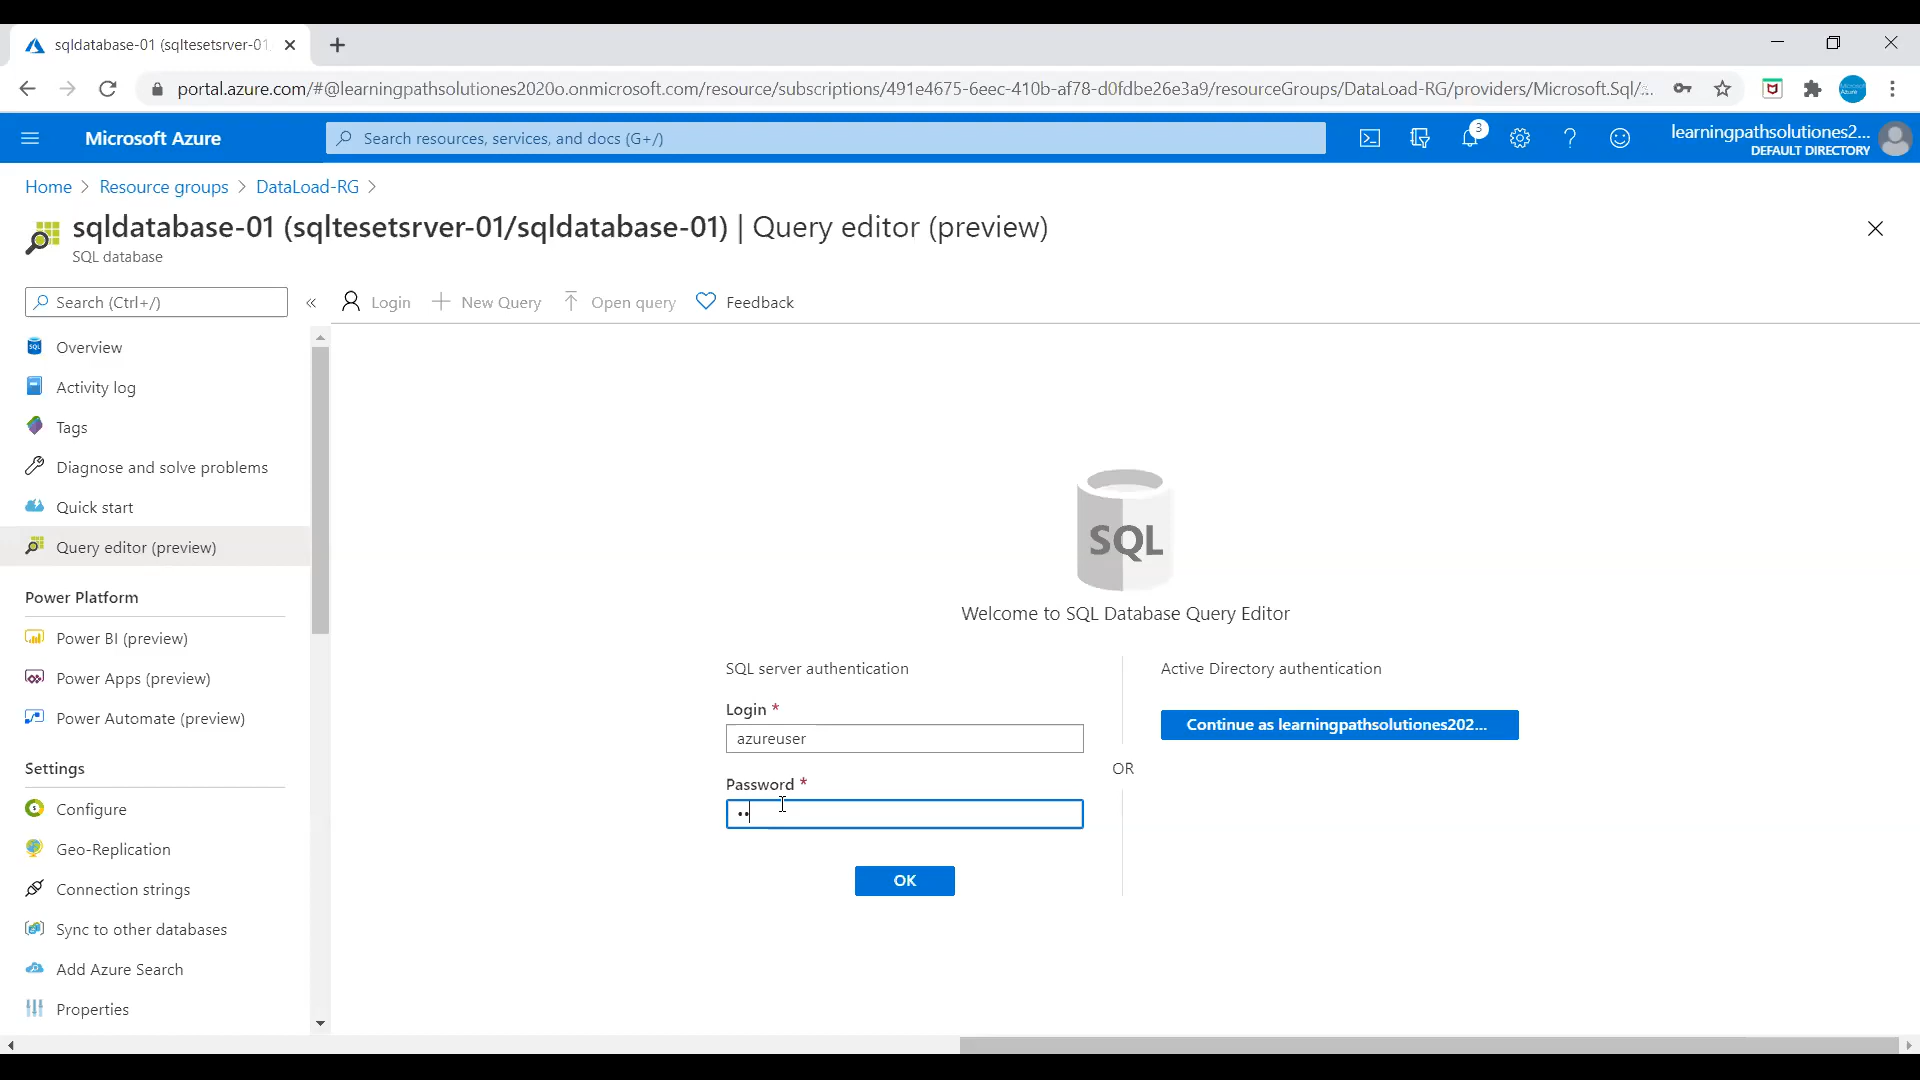 sqldatabase-01 (sqltesetsrver-01
portal.azure.com/#@learningpathsolutiones2020o.onmicrosoft.com/resource/subscriptions/491e4675-6eec-410b-af78-d0fdbe26e3a9/resourceGroups/DataLoad-RG/providers/Microsoft.Sql/...
Microsoft Azure
Search resources, services, and docs (G+/)
3
learningpathsolutiones2...
DEFAULT DIRECTORY
Home > Resource groups > DataLoad-RG >
sqldatabase-01 (sqltesetsrver-01/sqldatabase-01) | Query editor (preview)
SQL database
Search (Ctrl+/)
«
Login
New Query
Open query
Feedback
Overview
Activity log
Tags
Diagnose and solve problems
Quick start
Query editor (preview)
Power Platform
Power BI (preview)
Power Apps (preview)
Power Automate (preview)
Settings
Configure
Geo-Replication
Connection strings
Sync to other databases
Add Azure Search
Properties
SQL
Welcome to SQL Database Query Editor
SQL server authentication
Login *
azureuser
Password *
••
OK
OR
Active Directory authentication
Continue as learningpathsolutiones202...